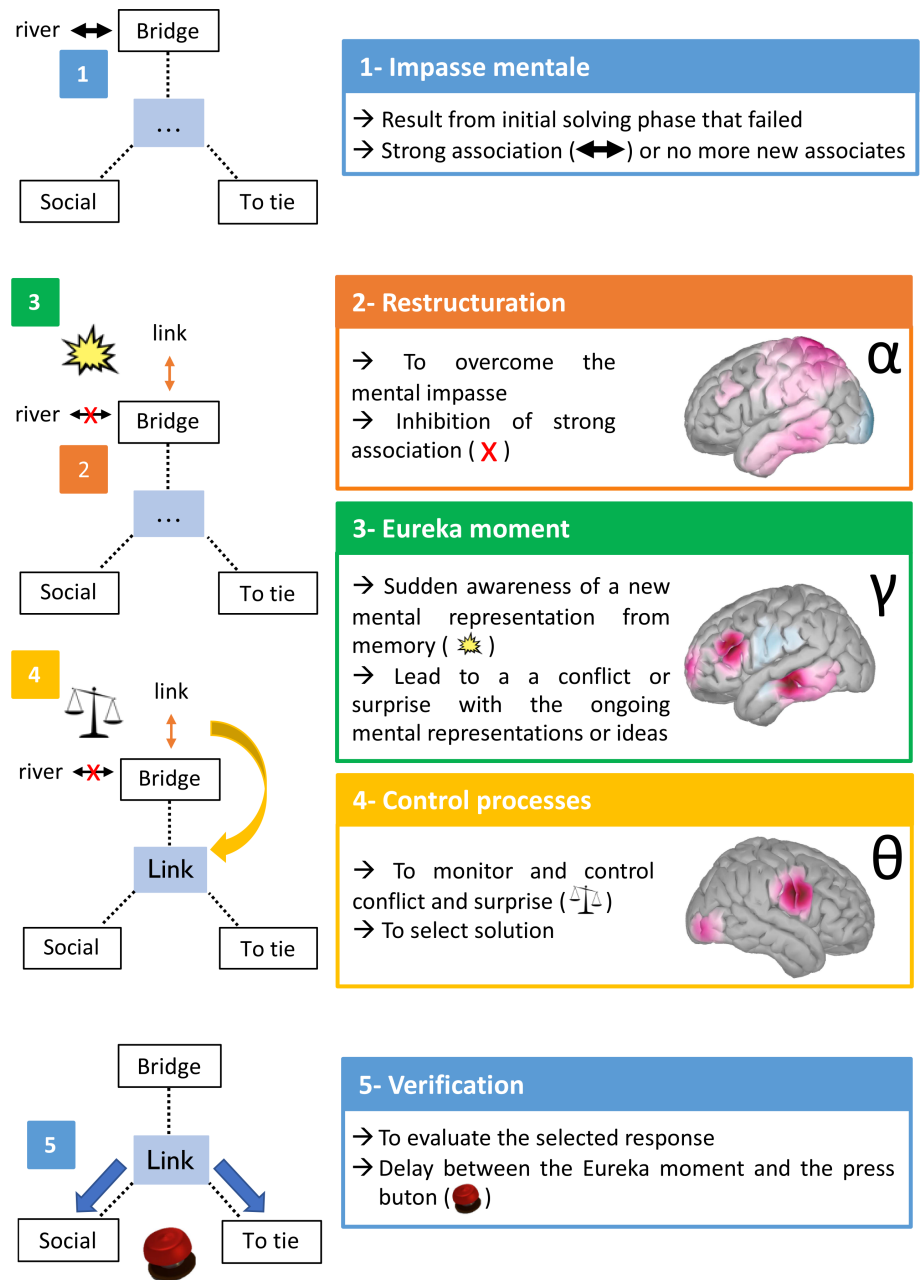 river
Bridge
1
...
Social
To tie
1- Impasse mentale
→ Result from initial solving phase that failed
→ Strong association ( ) or no more new associates
3
link
river
X
Bridge
2
...
Social
To tie
2- Restructuration
→ To overcome the
mental impasse
→ Inhibition of strong
association ( X )
α
3- Eureka moment
→ Sudden awareness of a new
mental representation from
memory ( )
→ Lead to a a conflict or
surprise with the ongoing
mental representations or ideas
γ
4
link
river
X
Bridge
Link
Social
To tie
4- Control processes
→ To monitor and control
conflict and surprise ( )
→ To select solution
θ
Bridge
5
Link
Social
To tie
5- Verification
→ To evaluate the selected response
→ Delay between the Eureka moment and the press
buton ( )